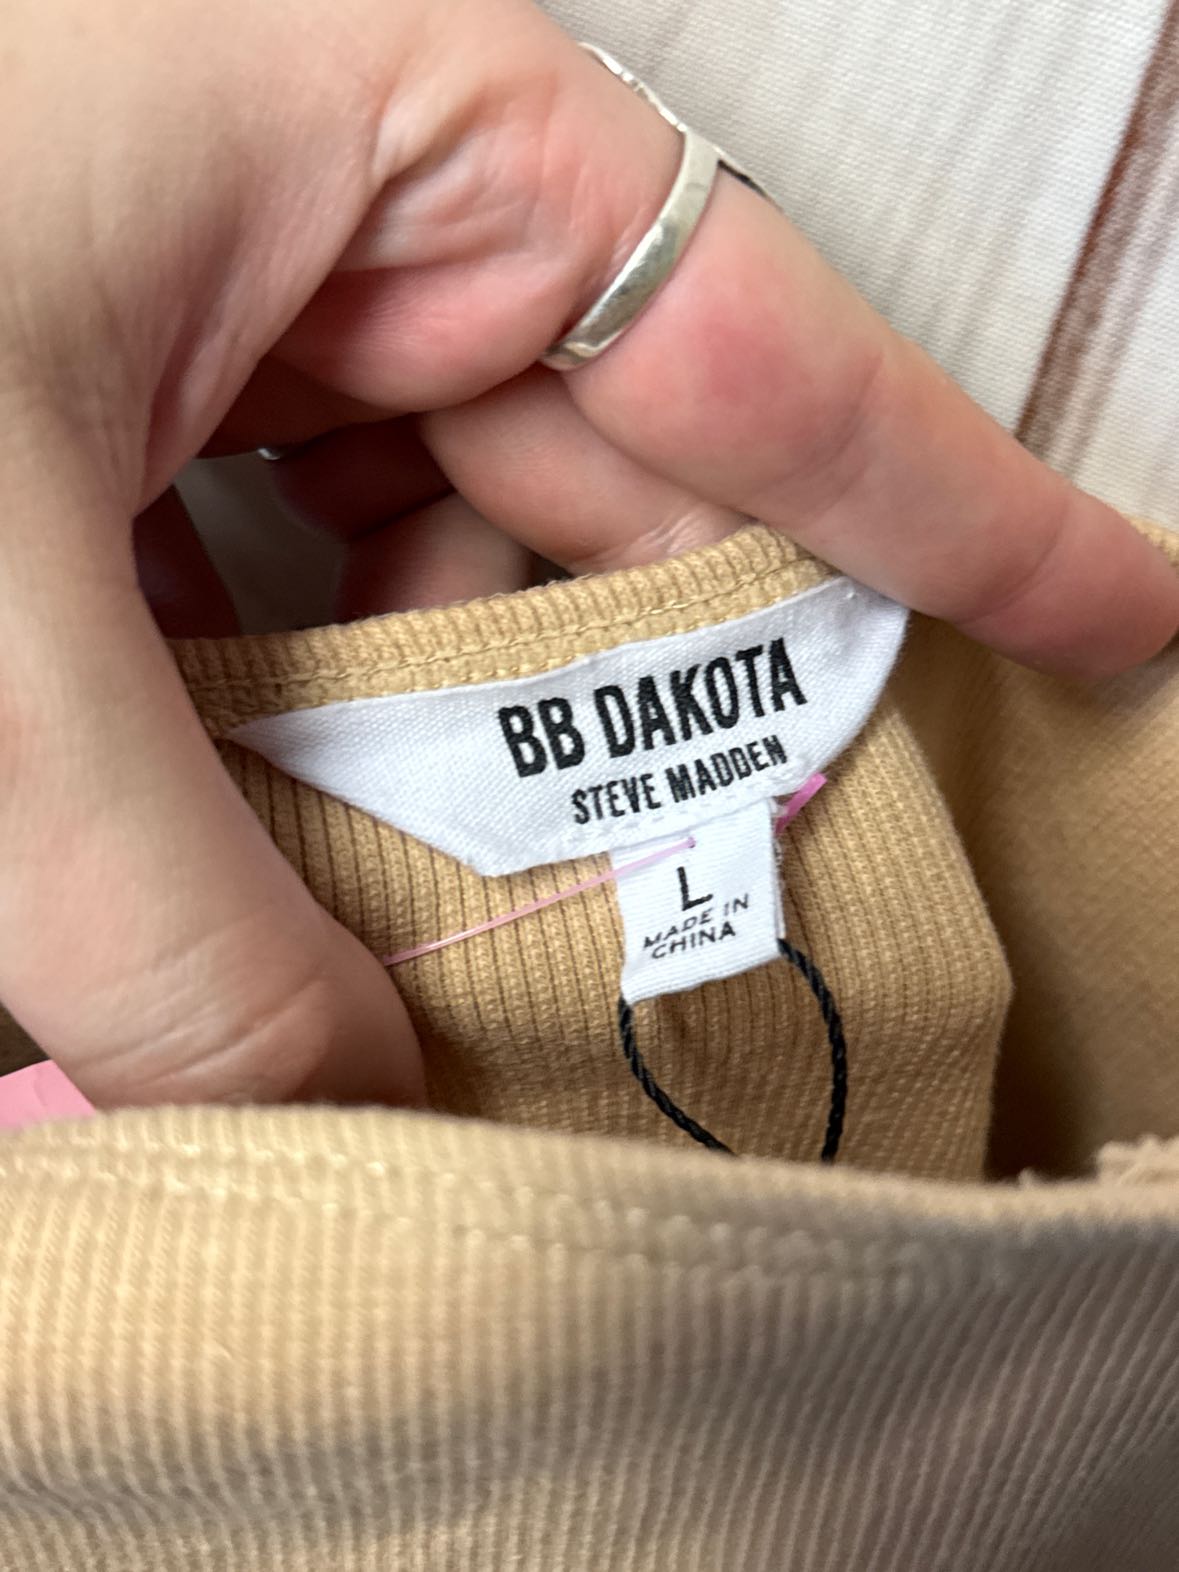 BB DAKOTA
STEVE MADDEN
L
MADE IN
CHINA